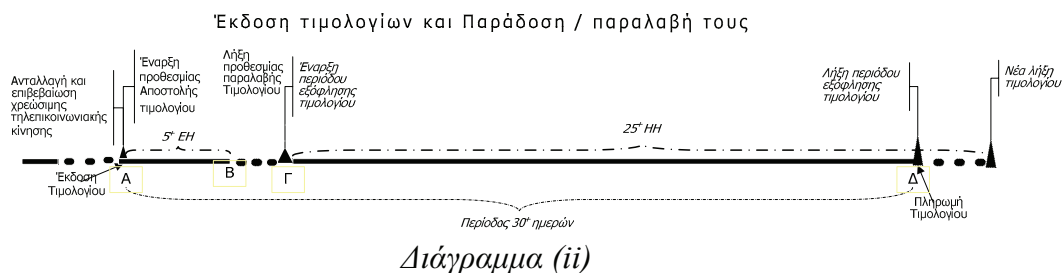 Έκδοση τιμολογίων και Παράδοση / παραλαβή τους
Ανταλλαγή και
επιβεβαίωση
χρεώσιμης
τηλεπικοινωνιακής
κίνησης
Έναρξη
προθεσμίας
Αποστολής
τιμολογίου
Λήξη
προθεσμίας
παραλαβής
Τιμολογίου
Έναρξη
περιόδου
εξόφλησης
τιμολογίου
Λήξη περιόδου
εξόφλησης
τιμολογίου
Νέα λήξη
τιμολογίου
5+ ΕΗ
25+ ΗΗ
Έκδοση
Τιμολογίου
Α
Β
Γ
Δ
Πληρωμή
Τιμολογίου
Περίοδος 30+ ημερών
Διάγραμμα (ii)